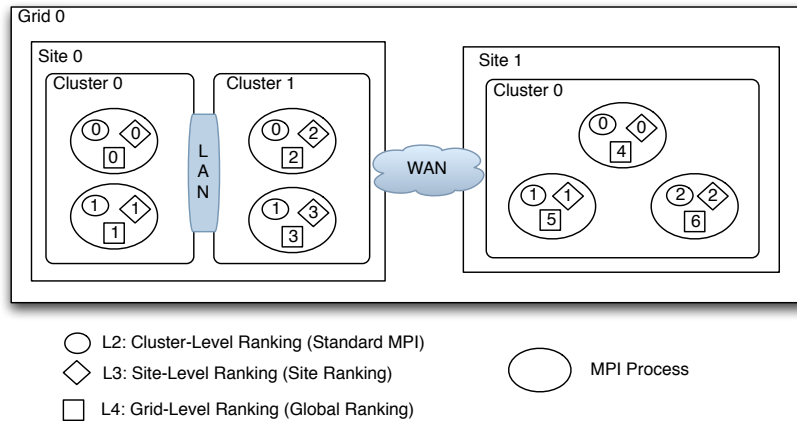 Grid 0
Site 0
Cluster 0
0 0
0
1 1
1
LAN
Cluster 1
0 2
2
1 3
3
WAN
Site 1
Cluster 0
0 0
4
1 1
5
2 2
6
L2: Cluster-Level Ranking (Standard MPI)
L3: Site-Level Ranking (Site Ranking)
L4: Grid-Level Ranking (Global Ranking)
MPI Process